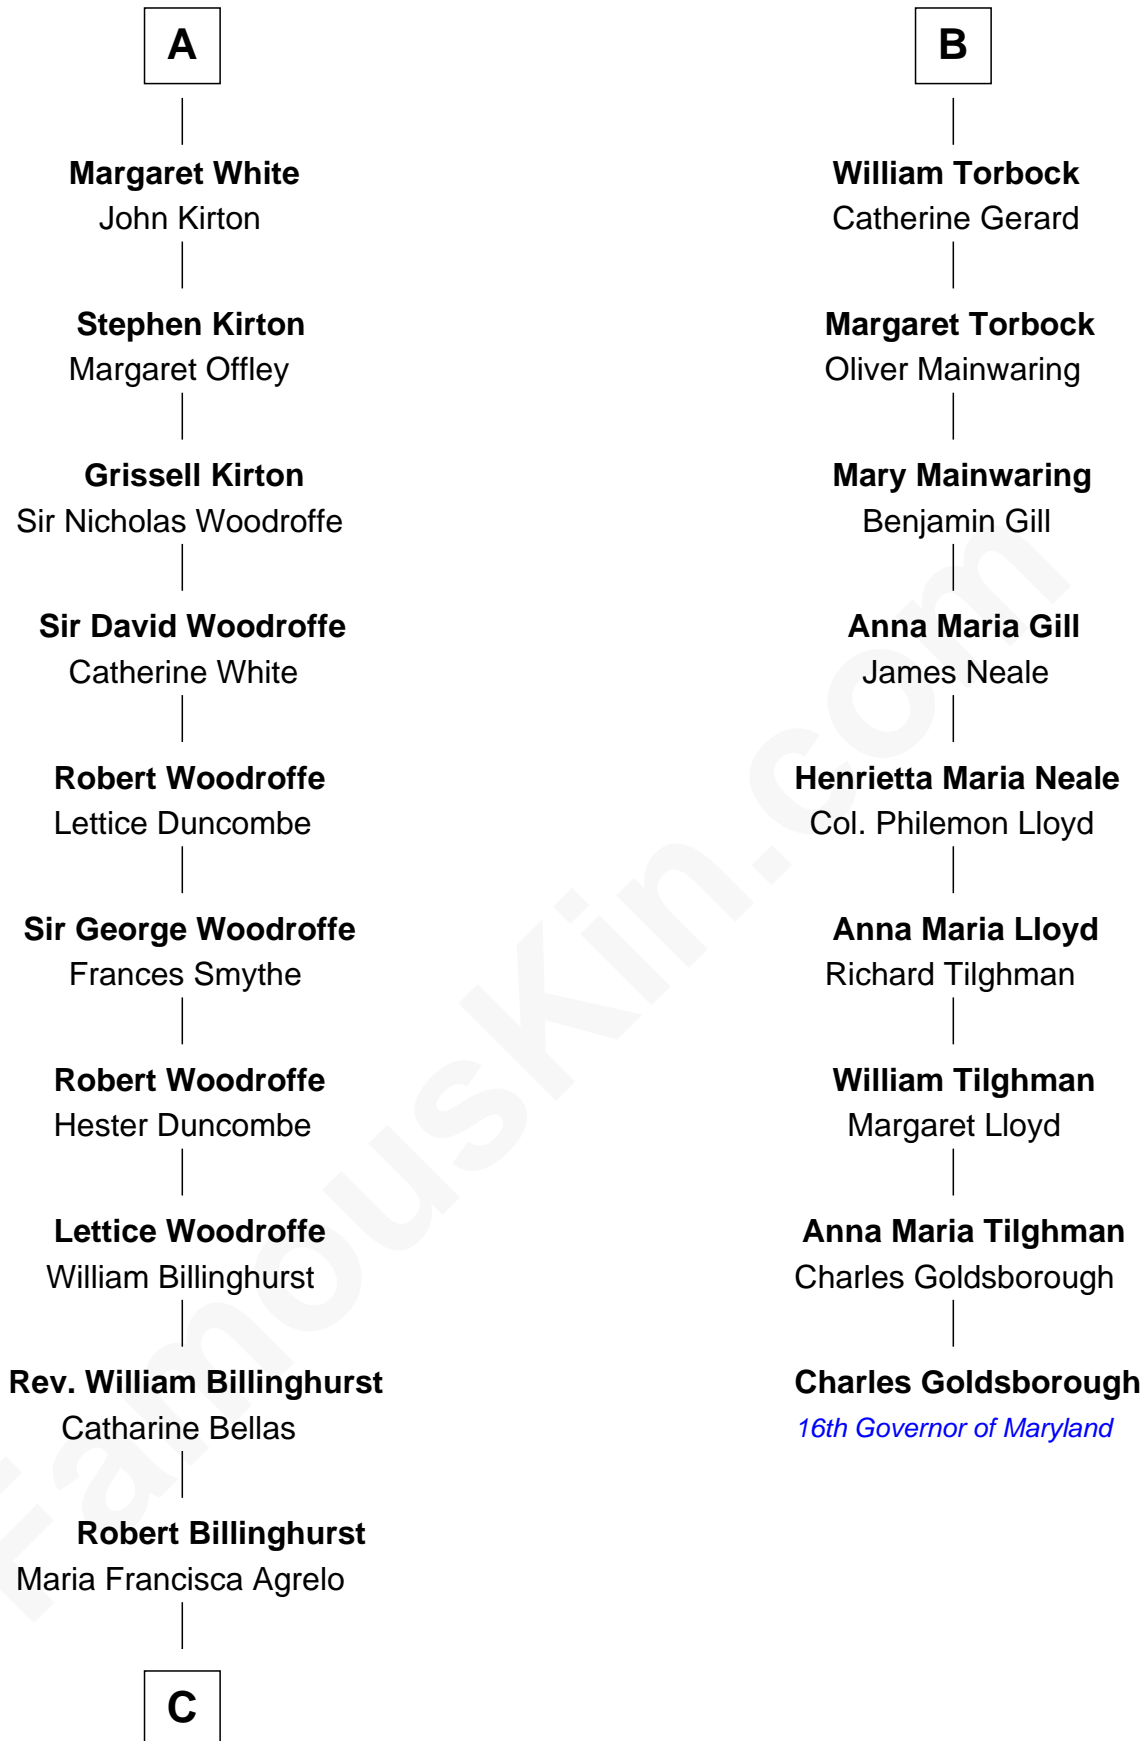 A
Margaret White
John Kirton
Stephen Kirton
Margaret Offley
Grissell Kirton
Sir Nicholas Woodroffe
Sir David Woodroffe
Catherine White
Robert Woodroffe
Lettice Duncombe
Sir George Woodroffe
Frances Smythe
Robert Woodroffe
Hester Duncombe
Lettice Woodroffe
William Billinghurst
Rev. William Billinghurst
Catharine Bellas
Robert Billinghurst
Maria Francisca Agrelo
C
B
William Torbock
Catherine Gerard
Margaret Torbock
Oliver Mainwaring
Mary Mainwaring
Benjamin Gill
Anna Maria Gill
James Neale
Henrietta Maria Neale
Col. Philemon Lloyd
Anna Maria Lloyd
Richard Tilghman
William Tilghman
Margaret Lloyd
Anna Maria Tilghman
Charles Goldsborough
Charles Goldsborough
16th Governor of Maryland
FamousKin.com